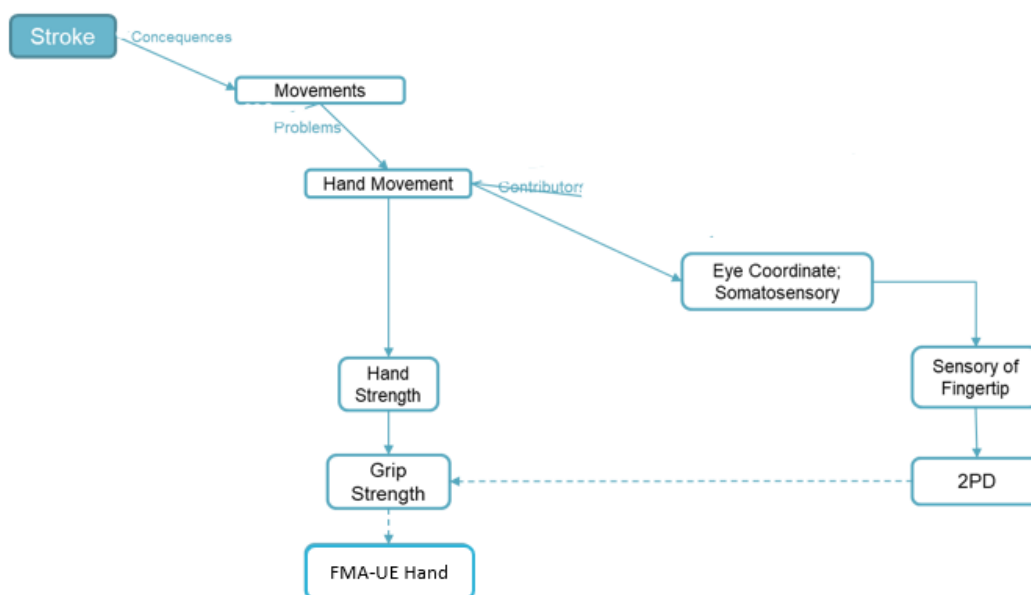 Stroke
Concequences
Movements
Problems
Hand Movement
Contributors
Eye Coordinate;
Somatosensory
Hand
Strength
Sensory of
Fingertip
Grip
Strength
2PD
FMA-UE Hand